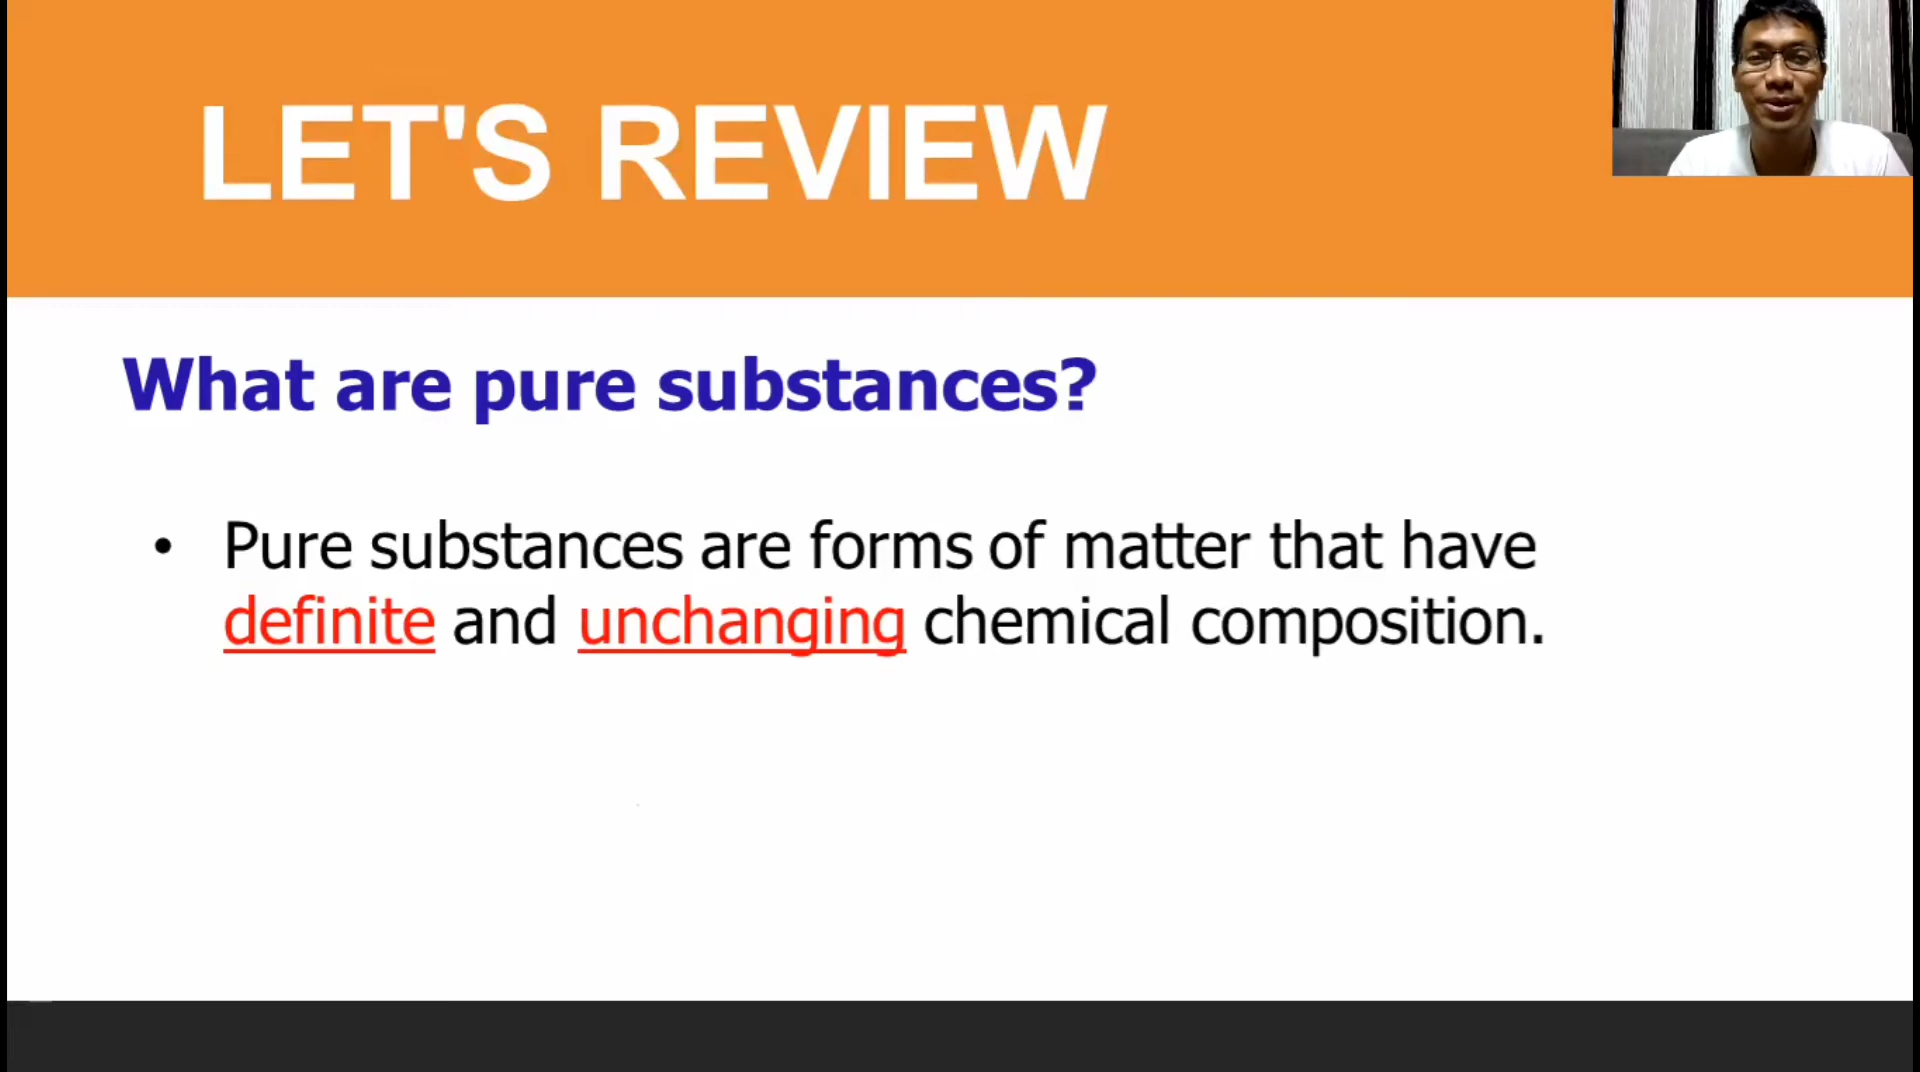 LET'S REVIEW
What are pure substances?
• Pure substances are forms of matter that have
definite and unchanging chemical composition.